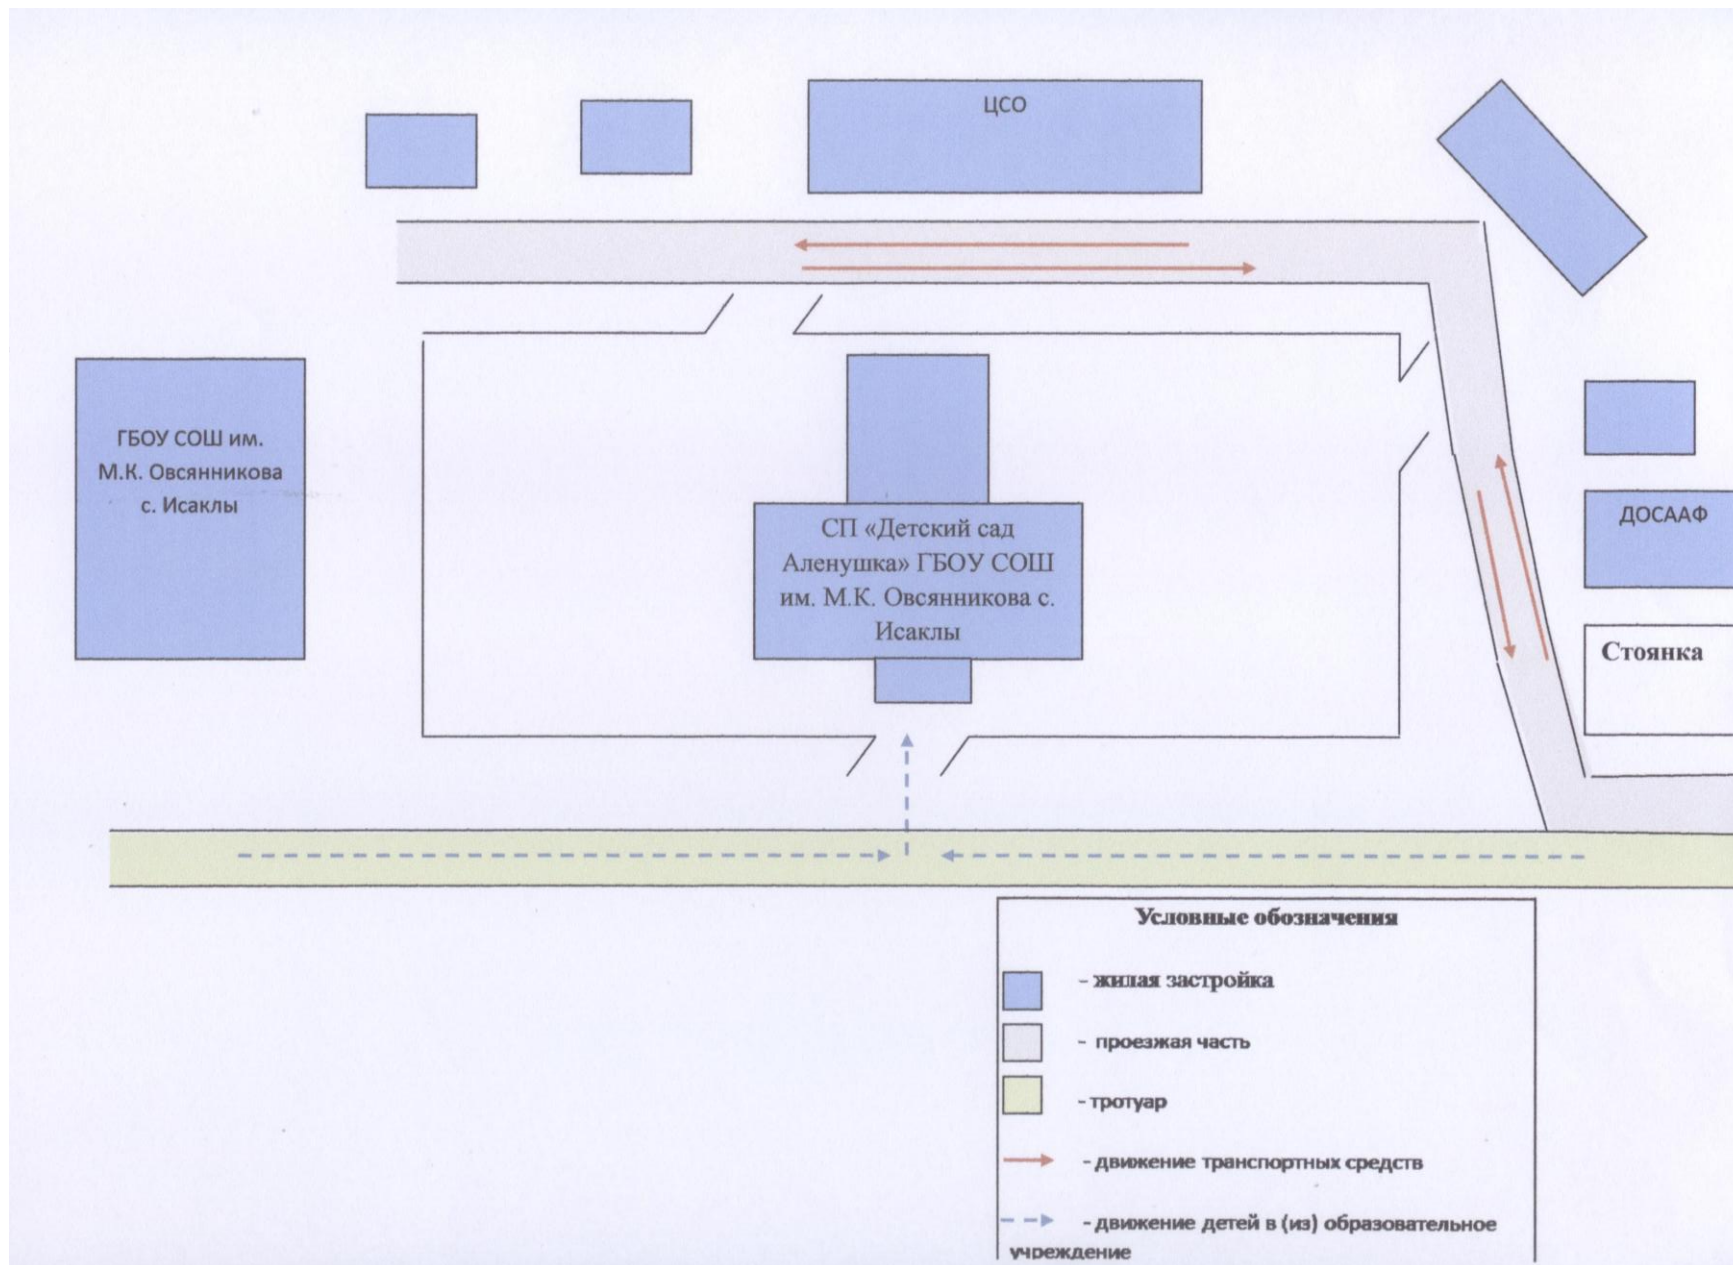 ЦСО
ГБОУ СОШ им.
М.К. Овсянникова
с. Исаклы
СП «Детский сад
Аленушка» ГБОУ СОШ
им. М.К. Овсянникова с.
Исаклы
ДОСААФ
Стоянка
Условные обозначения
- жилая застройка
- проезжая часть
- тротуар
- движение транспортных средств
- движение детей в (из) образовательное
учреждение